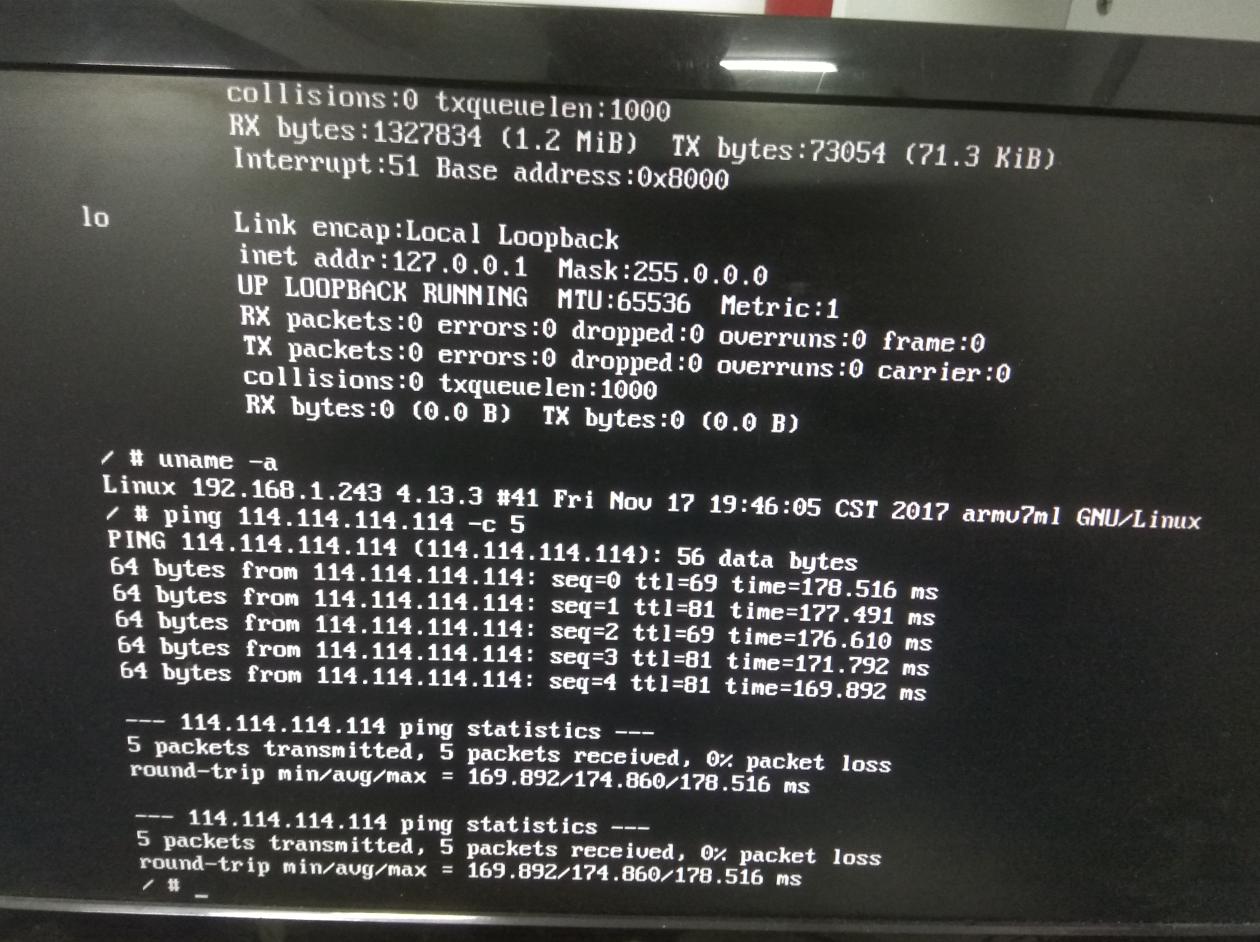 collisions:0 txqueuelen:1000
RX bytes:1327834 (1.2 MiB)  TX bytes:73054 (71.3 KiB)
Interrupt:51 Base address:0x8000
lo        Link encap:Local Loopback
inet addr:127.0.0.1  Mask:255.0.0.0
UP LOOPBACK RUNNING  MTU:65536  Metric:1
RX packets:0 errors:0 dropped:0 overruns:0 frame:0
TX packets:0 errors:0 dropped:0 overruns:0 carrier:0
collisions:0 txqueuelen:1000
RX bytes:0 (0.0 B)  TX bytes:0 (0.0 B)
/ # uname -a
Linux 192.168.1.243 4.13.3 #41 Fri Nov 17 19:46:05 CST 2017 armv7ml GNU/Linux
/ # ping 114.114.114.114 -c 5
PING 114.114.114.114 (114.114.114.114): 56 data bytes
64 bytes from 114.114.114.114: seq=0 ttl=69 time=178.516 ms
64 bytes from 114.114.114.114: seq=1 ttl=81 time=177.491 ms
64 bytes from 114.114.114.114: seq=2 ttl=69 time=176.610 ms
64 bytes from 114.114.114.114: seq=3 ttl=81 time=171.792 ms
64 bytes from 114.114.114.114: seq=4 ttl=81 time=169.892 ms
--- 114.114.114.114 ping statistics ---
5 packets transmitted, 5 packets received, 0% packet loss
round-trip min/avg/max = 169.892/174.860/178.516 ms
--- 114.114.114.114 ping statistics ---
5 packets transmitted, 5 packets received, 0% packet loss
round-trip min/avg/max = 169.892/174.860/178.516 ms
/ # _